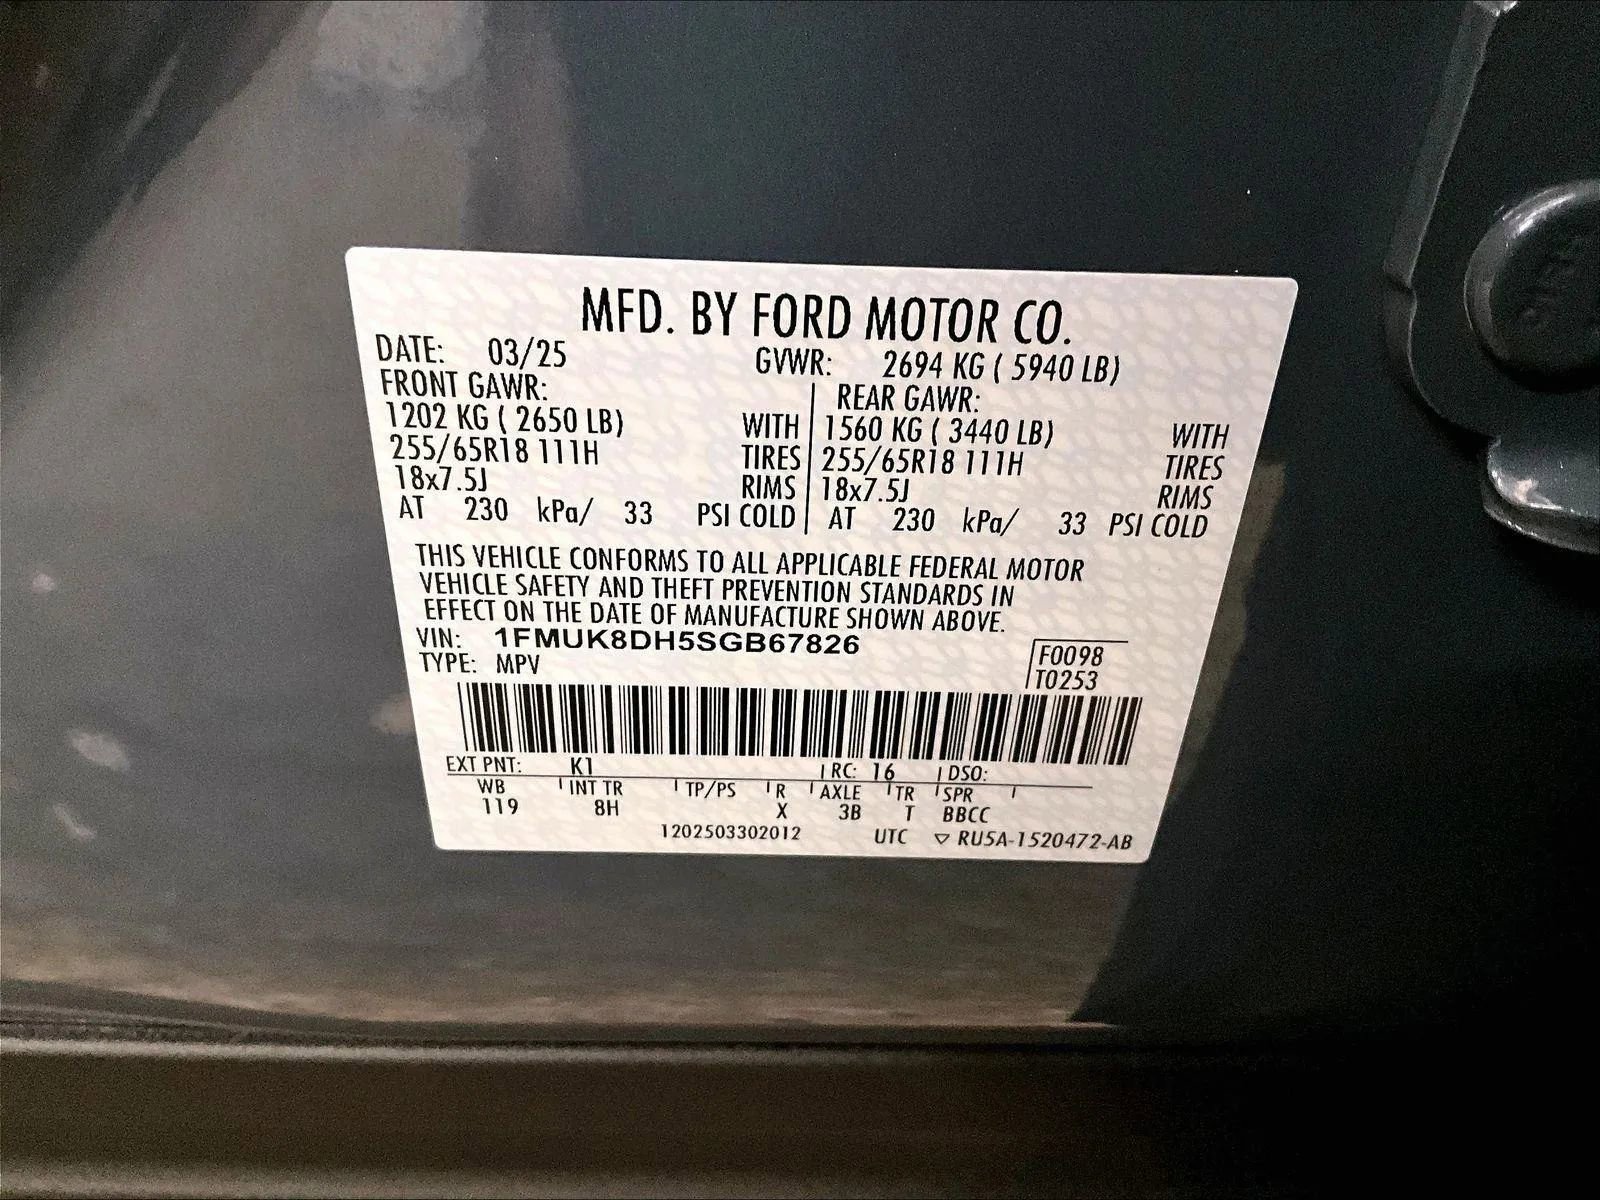 MFD. BY FORD MOTOR CO.
DATE: 03/25 GVWR: 2694 KG ( 5940 LB)
FRONT GAWR: REAR GAWR:
1202 KG ( 2650 LB) WITH 1560 KG ( 3440 LB) WITH
255/65R18 111H TIRES 255/65R18 111H TIRES
18x7.5J RIMS 18x7.5J RIMS
AT 230 kPa/ 33 PSI COLD AT 230 kPa/ 33 PSI COLD
THIS VEHICLE CONFORMS TO ALL APPLICABLE FEDERAL MOTOR
VEHICLE SAFETY AND THEFT PREVENTION STANDARDS IN
EFFECT ON THE DATE OF MANUFACTURE SHOWN ABOVE.
VIN: 1FMUK8DH5SGB67826
TYPE: MPV
F0098
T0253
EXT PNT: K1 RC: 16 DSO:
WB INT TR TP/PS R AXLE TR SPR
119 8H X 3B T BBCC
1202503302012 UTC ▽ RU5A-1520472-AB